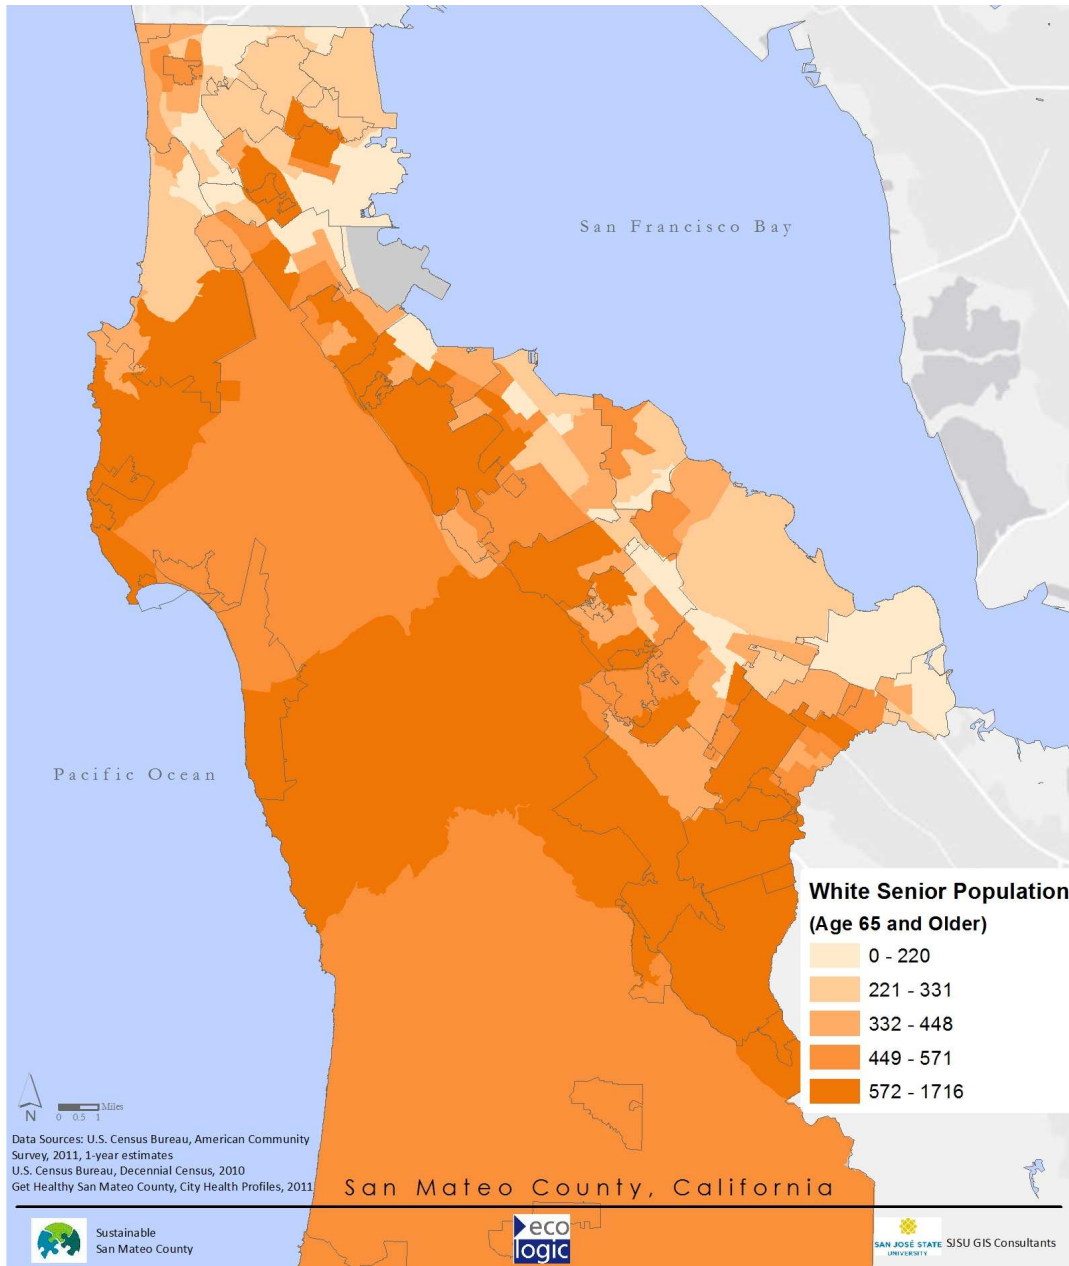 San Francisco Bay
Pacific Ocean
White Senior Population
(Age 65 and Older)
0 - 220
221 - 331
332 - 448
449 - 571
572 - 1716
N
Miles
0 0.5 1
Data Sources: U.S. Census Bureau, American Community
Survey, 2011, 1-year estimates
U.S. Census Bureau, Decennial Census, 2010
Get Healthy San Mateo County, City Health Profiles, 2011
San Mateo County, California
Sustainable
San Mateo County
eco
logic
SAN JOSÉ STATE
UNIVERSITY
SJSU GIS Consultants